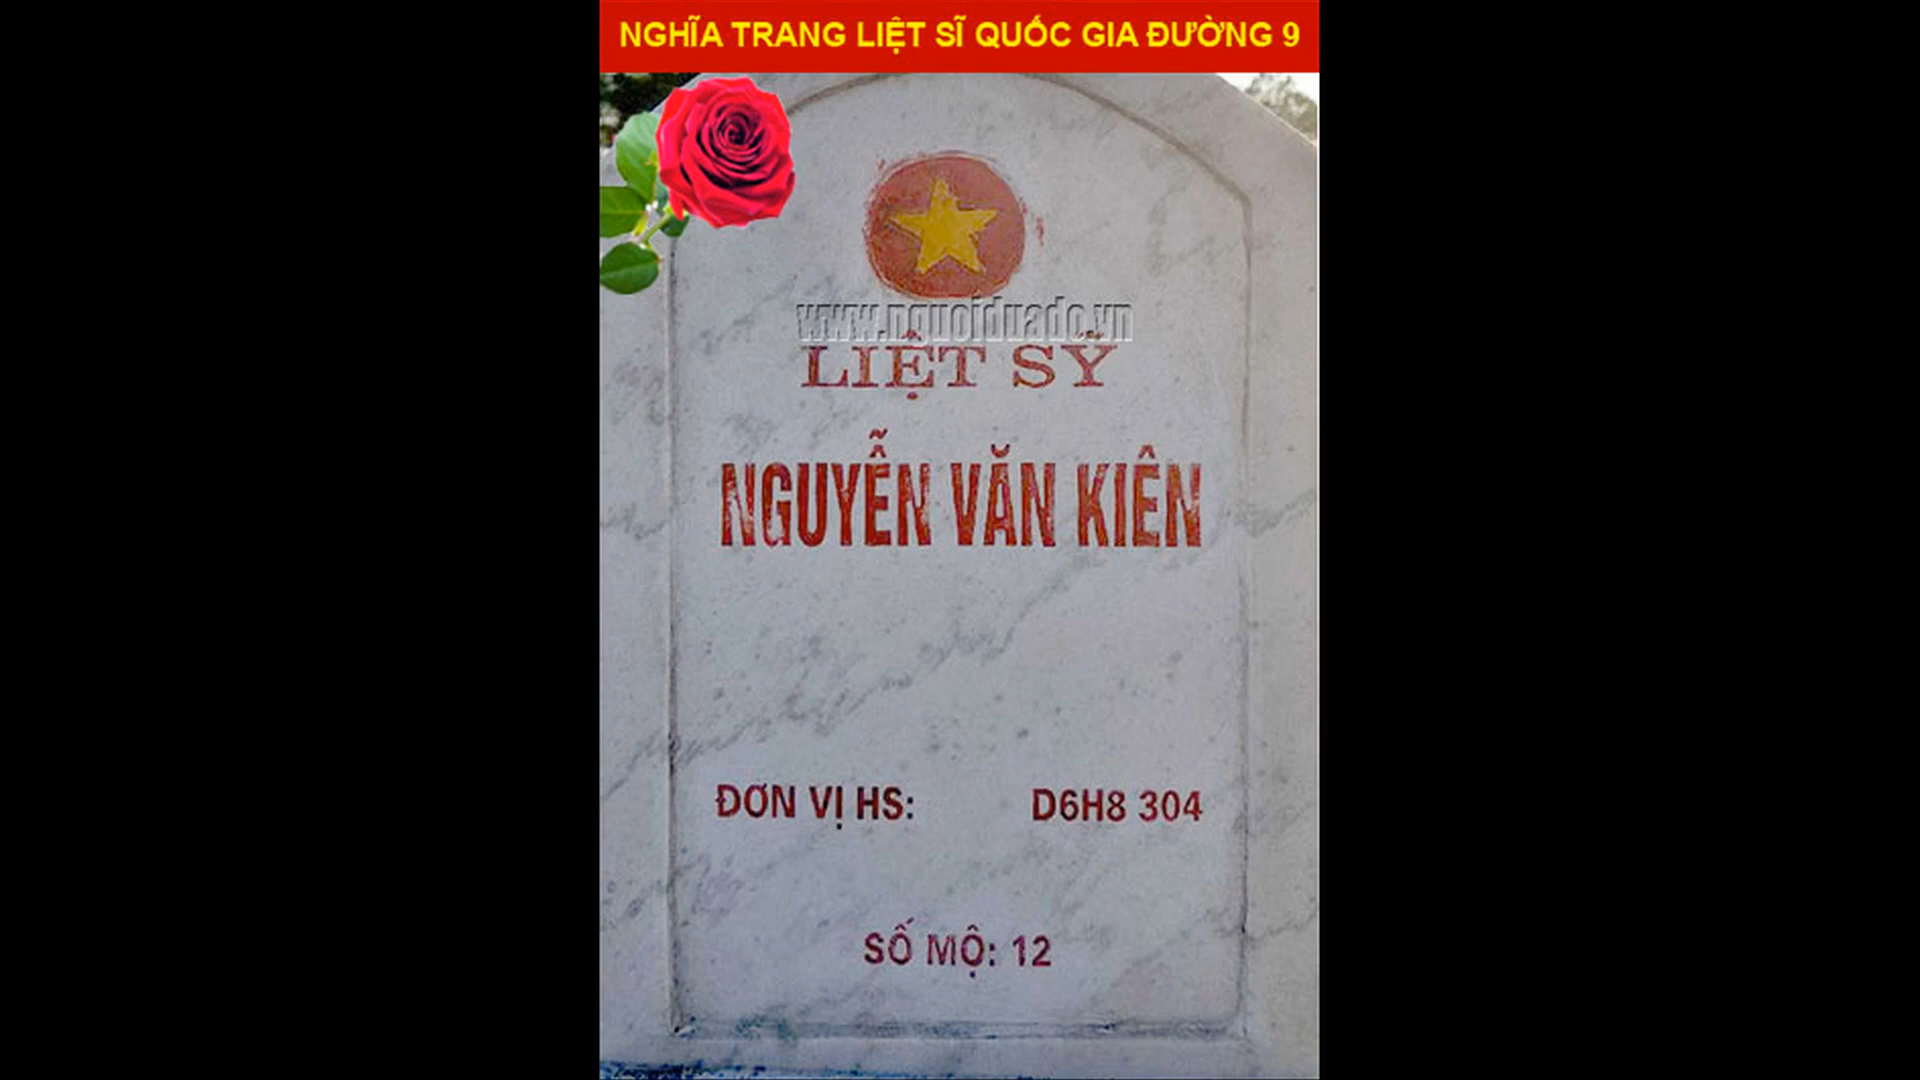 NGHĨA TRANG LIỆT SĨ QUỐC GIA ĐƯỜNG 9
www.nguoiduado.vn
LIỆT SỸ
NGUYỄN VĂN KIÊN
ĐƠN VỊ HS: D6H8 304
SỐ MỘ: 12